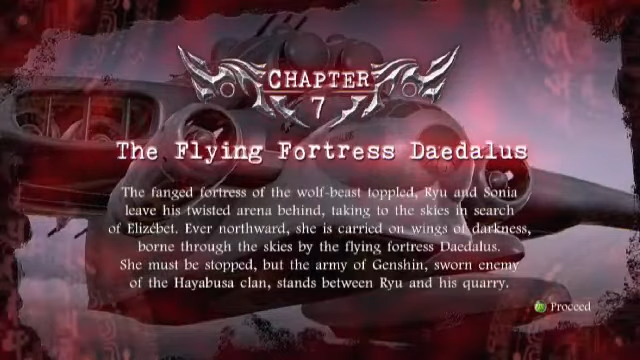 CHAPTER
7
The Flying Fortress Daedalus
The fanged fortress of the wolf-beast toppled, Ryu and Sonia
leave his twisted arena behind, taking to the skies in search
of Elizébet. Ever northward, she is carried on wings of darkness,
borne through the skies by the flying fortress Daedalus.
She must be stopped, but the army of Genshin, sworn enemy
of the Hayabusa clan, stands between Ryu and his quarry.
Proceed